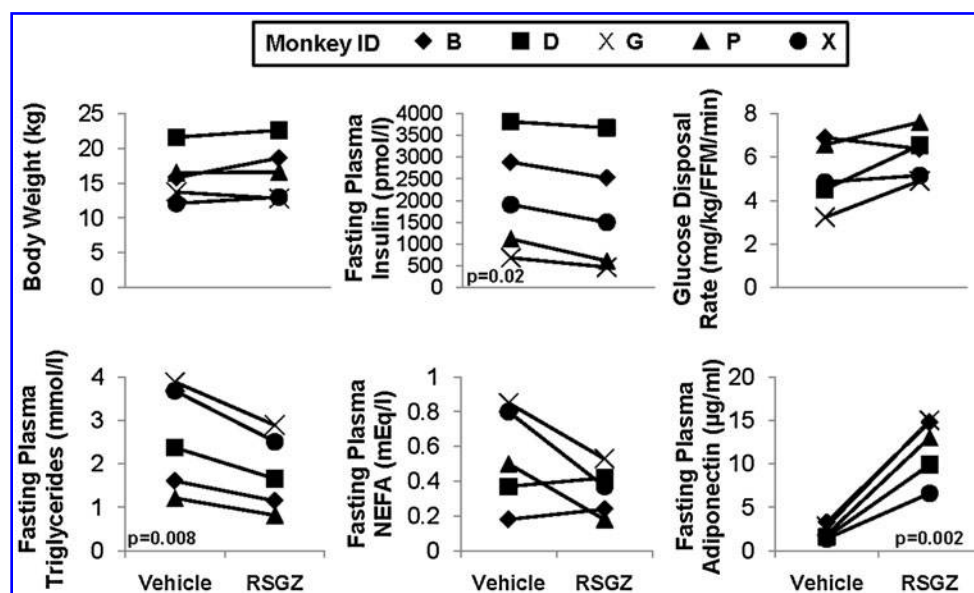 Monkey ID B D G P X
Body Weight (kg)
25
20
15
10
5
0
Fasting Plasma
Insulin (pmol/l)
4000
3500
3000
2500
2000
1500
1000
500
0
p=0.02
Glucose Disposal
Rate (mg/kg/FFM/min)
8
6
4
2
0
Fasting Plasma
Triglycerides (mmol/l)
4
3
2
1
0
p=0.008
Vehicle RSGZ
Fasting Plasma
NEFA (mEq/l)
1
0.8
0.6
0.4
0.2
0
Vehicle RSGZ
Fasting Plasma
Adiponectin (µg/ml)
20
15
10
5
0
p=0.002
Vehicle RSGZ